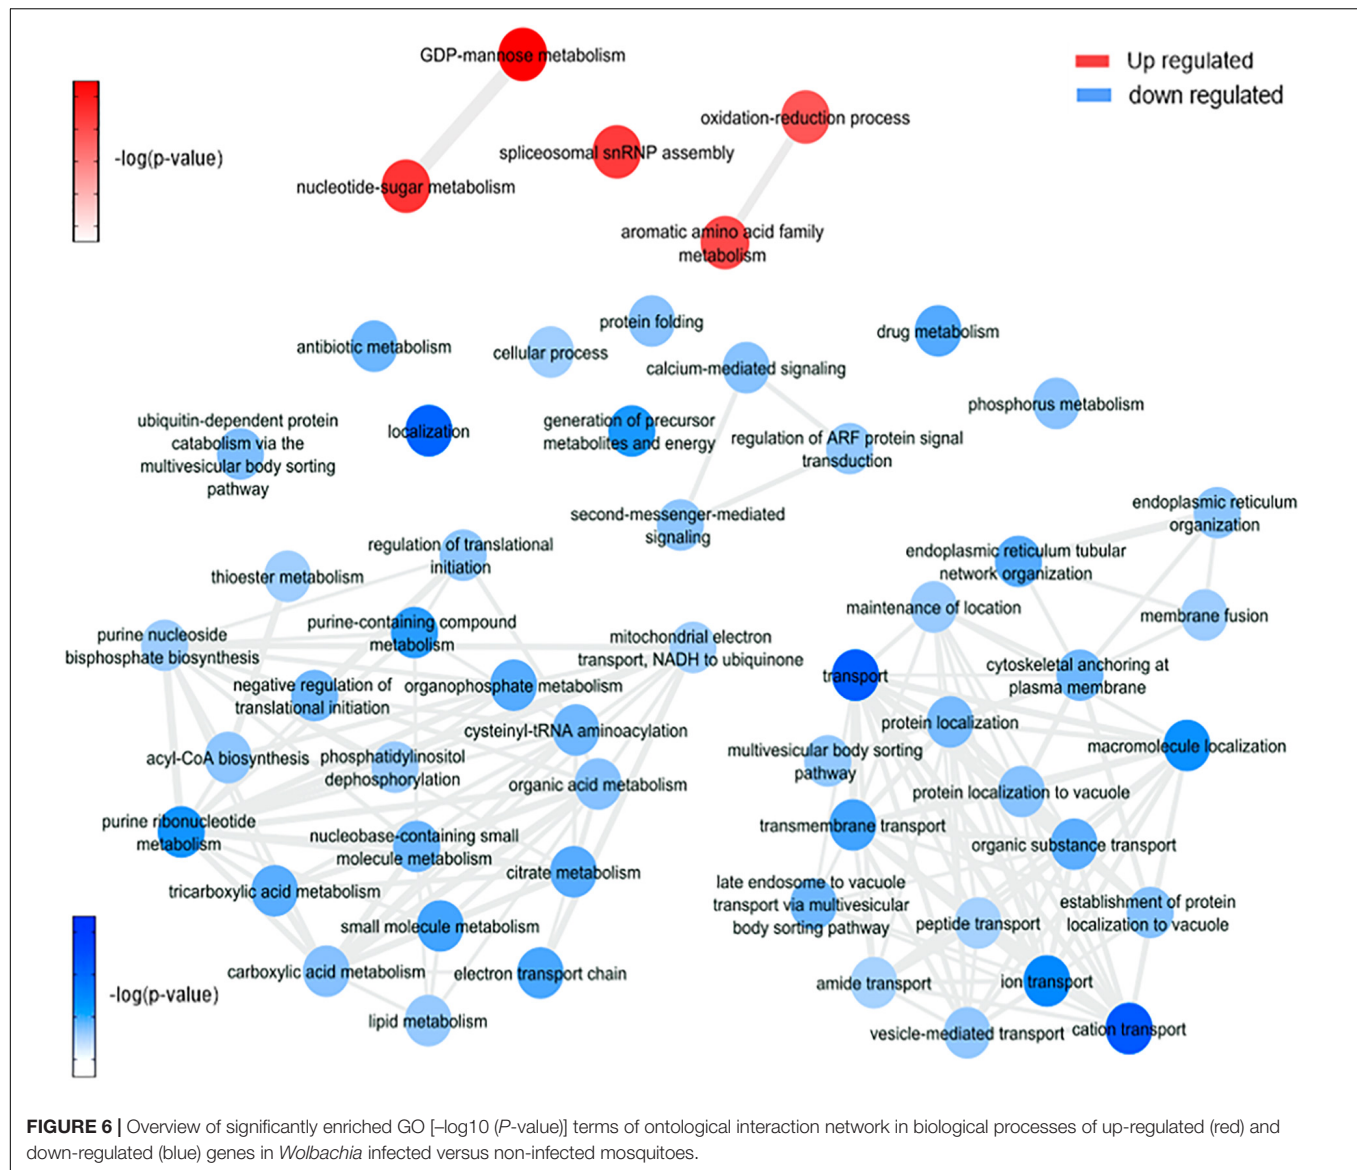 GDP-mannose metabolism
Up regulated
down regulated
oxidation-reduction process
-log(p-value)
spliceosomal snRNP assembly
nucleotide-sugar metabolism
aromatic amino acid family
metabolism
protein folding
drug metabolism
antibiotic metabolism
cellular process
calcium-mediated signaling
phosphorus metabolism
ubiquitin-dependent protein
catabolism via the
multivesicular body sorting
pathway
localization
generation of precursor
metabolites and energy
regulation of ARF protein signal
transduction
second-messenger-mediated
signaling
endoplasmic reticulum
organization
regulation of translational
initiation
endoplasmic reticulum tubular
network organization
thioester metabolism
maintenance of location
membrane fusion
purine nucleoside
bisphosphate biosynthesis
purine-containing compound
metabolism
mitochondrial electron
transport, NADH to ubiquinone
transport
cytoskeletal anchoring at
plasma membrane
negative regulation of
translational initiation
organophosphate metabolism
protein localization
cysteinyl-tRNA aminoacylation
multivesicular body sorting
pathway
macromolecule localization
acyl-CoA biosynthesis
phosphatidylinositol
dephosphorylation
organic acid metabolism
protein localization to vacuole
purine ribonucleotide
metabolism
nucleobase-containing small
molecule metabolism
transmembrane transport
organic substance transport
citrate metabolism
tricarboxylic acid metabolism
late endosome to vacuole
transport via multivesicular
body sorting pathway
establishment of protein
localization to vacuole
small molecule metabolism
peptide transport
carboxylic acid metabolism
electron transport chain
amide transport
ion transport
-log(p-value)
lipid metabolism
vesicle-mediated transport
cation transport
FIGURE 6 | Overview of significantly enriched GO [–log10 (P-value)] terms of ontological interaction network in biological processes of up-regulated (red) and
down-regulated (blue) genes in Wolbachia infected versus non-infected mosquitoes.